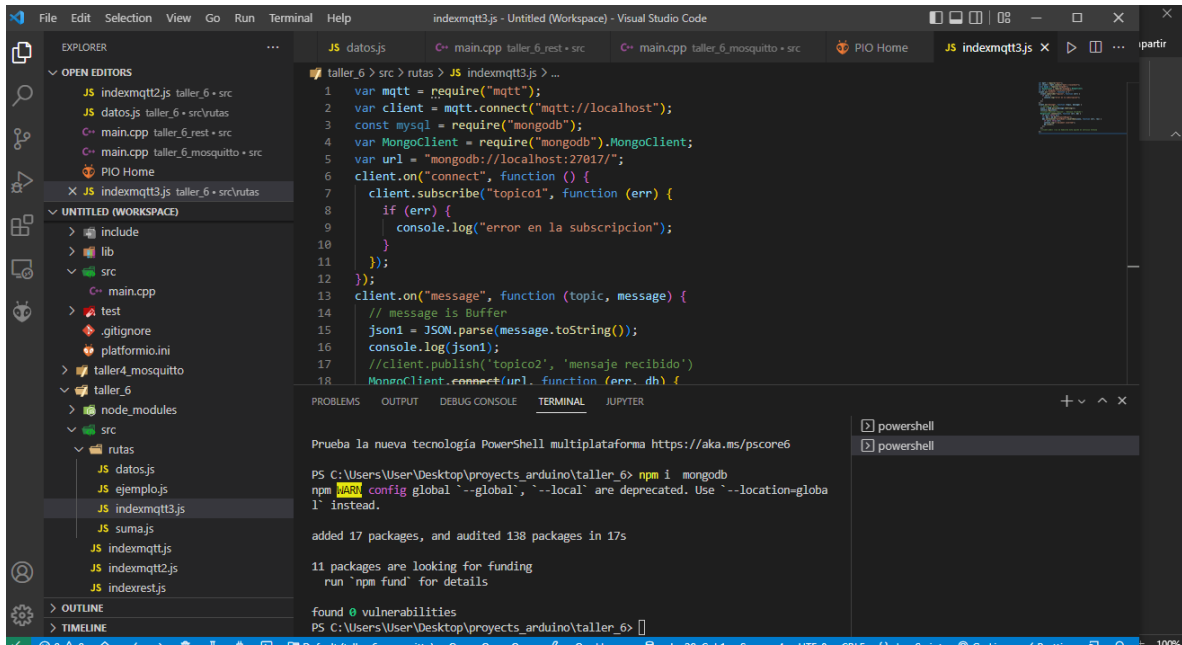 File Edit Selection View Go Run Terminal Help
indexmqtt3.js - Untitled (Workspace) - Visual Studio Code
partir
EXPLORER
OPEN EDITORS
JS indexmqtt2.js taller_6 • src
JS datos.js taller_6 • src\rutas
C++ main.cpp taller_6_rest • src
C++ main.cpp taller_6_mosquitto • src
PIO Home
JS indexmqtt3.js taller_6 • src\rutas
UNTITLED (WORKSPACE)
include
lib
src
C++ main.cpp
test
.gitignore
platformio.ini
taller4_mosquitto
taller_6
node_modules
src
rutas
JS datos.js
JS ejemplo.js
JS indexmqtt3.js
JS suma.js
JS indexmqtt.js
JS indexmqtt2.js
JS indexrest.js
OUTLINE
TIMELINE
JS datos.js C++ main.cpp taller_6_rest • src C++ main.cpp taller_6_mosquitto • src PIO Home JS indexmqtt3.js
taller_6 > src > rutas > JS indexmqtt3.js > ...
1 var mqtt = require("mqtt");
2 var client = mqtt.connect("mqtt://localhost");
3 const mysql = require("mongodb");
4 var MongoClient = require("mongodb").MongoClient;
5 var url = "mongodb://localhost:27017/";
6 client.on("connect", function () {
7 client.subscribe("topico1", function (err) {
8 if (err) {
9 console.log("error en la subscripcion");
10 }
11 });
12 });
13 client.on("message", function (topic, message) {
14 // message is Buffer
15 json1 = JSON.parse(message.toString());
16 console.log(json1);
17 //client.publish('topico2', 'mensaje recibido')
18 MongoClient.connect(url, function (err, db) {
PROBLEMS OUTPUT DEBUG CONSOLE TERMINAL JUPYTER
powershell
powershell
Prueba la nueva tecnología PowerShell multiplataforma https://aka.ms/pscore6
PS C:\Users\User\Desktop\proyects_arduino\taller_6> npm i  mongodb
npm WARN config global `--global`, `--local` are deprecated. Use `--location=globa
l` instead.
added 17 packages, and audited 138 packages in 17s
11 packages are looking for funding
run `npm fund` for details
found 0 vulnerabilities
PS C:\Users\User\Desktop\proyects_arduino\taller_6>
100%